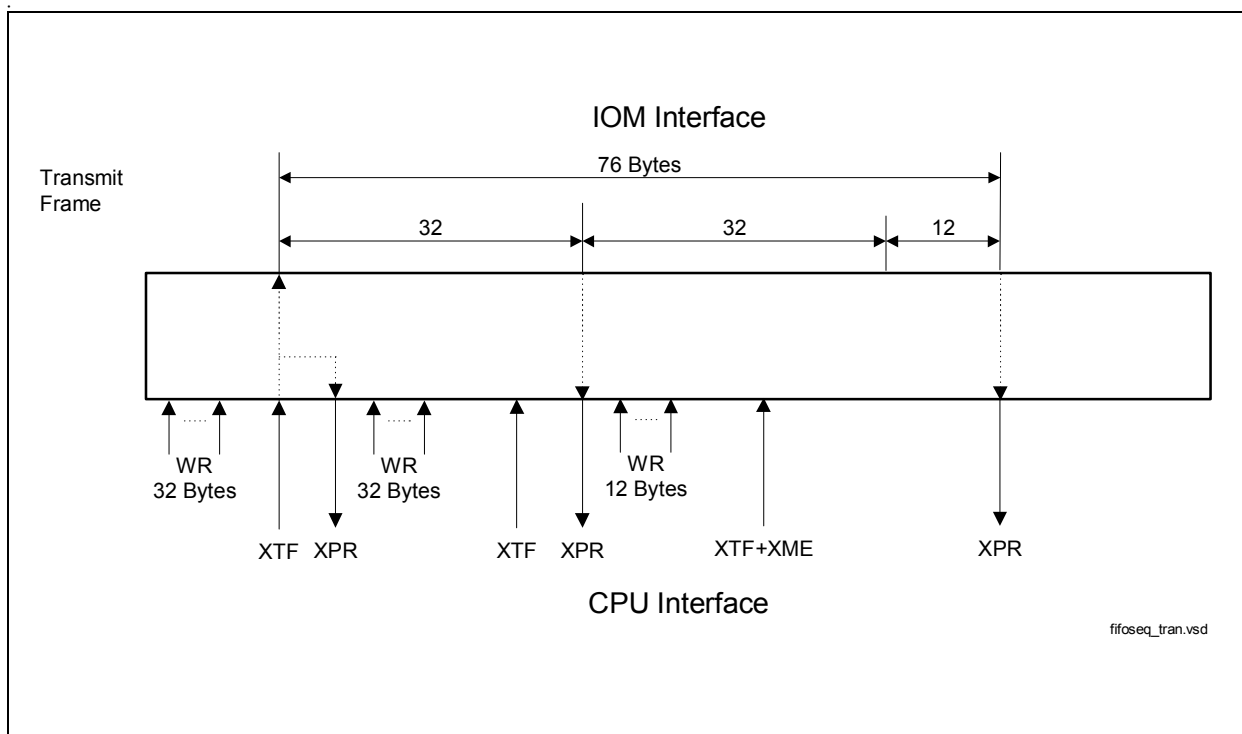 .
IOM Interface
76 Bytes
Transmit
Frame
32 32 12
..... ..... .....
WR WR WR
32 Bytes 32 Bytes 12 Bytes
XTF XPR XTF XPR XTF+XME XPR
CPU Interface
fifoseq_tran.vsd